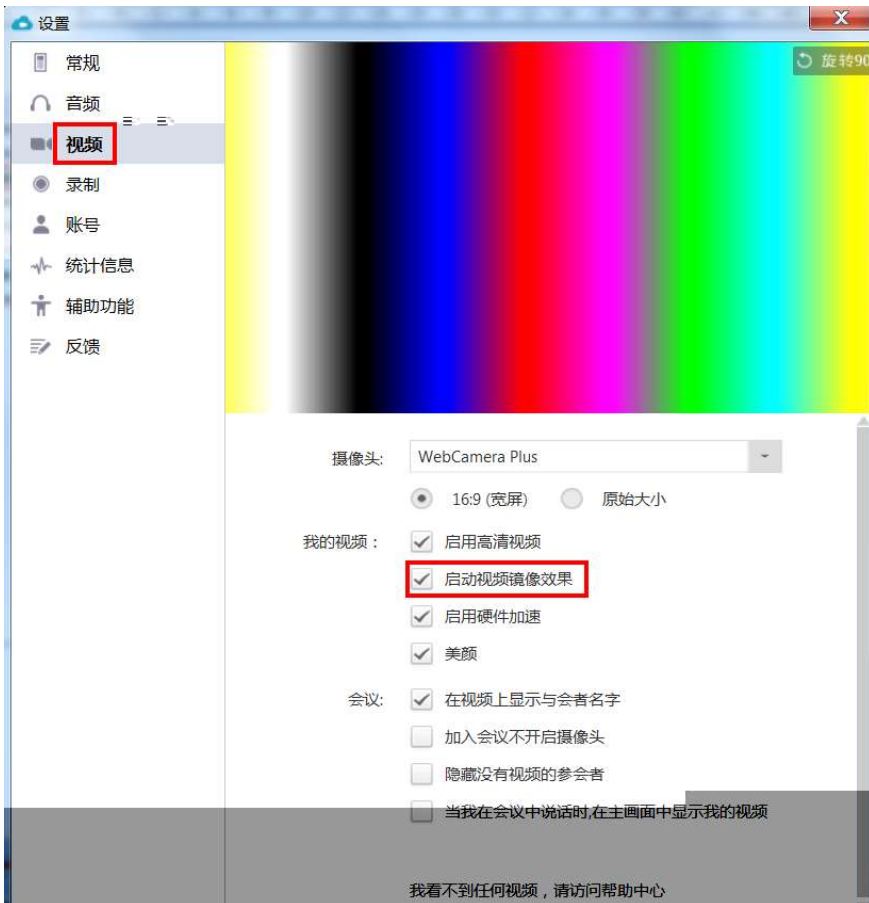 设置
旋转90
常规
音频
视频
录制
账号
统计信息
辅助功能
反馈
摄像头: WebCamera Plus
16:9 (宽屏) 原始大小
我的视频： 启用高清视频
启动视频镜像效果
启用硬件加速
美颜
会议: 在视频上显示与会者名字
加入会议不开启摄像头
隐藏没有视频的参会者
当我在会议中说话时,在主画面中显示我的视频
我看不到任何视频，请访问帮助中心